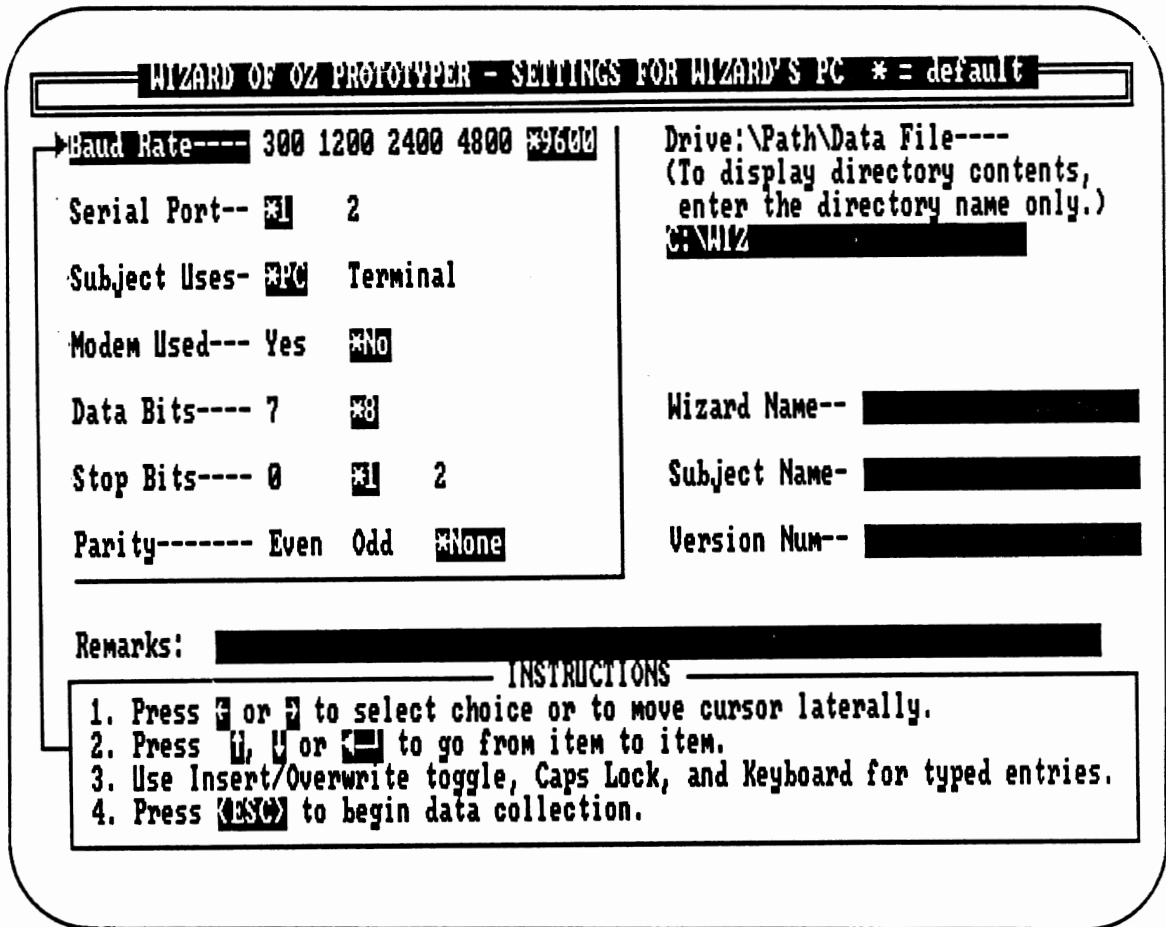 WIZARD OF OZ PROTOTYPER - SETTINGS FOR WIZARD'S PC * = default
Baud Rate---- 300 1200 2400 4800 *9600
Serial Port-- *1 2
Subject Uses- *PC Terminal
Modem Used--- Yes *No
Data Bits---- 7 *8
Stop Bits---- 0 *1 2
Parity------- Even Odd *None
Drive:\Path\Data File----
(To display directory contents,
enter the directory name only.)
C:\WIZ
Wizard Name--
Subject Name-
Version Num--
Remarks:
INSTRUCTIONS
1. Press ← or → to select choice or to move cursor laterally.
2. Press ↑, ↓ or ◄─┘ to go from item to item.
3. Use Insert/Overwrite toggle, Caps Lock, and Keyboard for typed entries.
4. Press <ESC> to begin data collection.